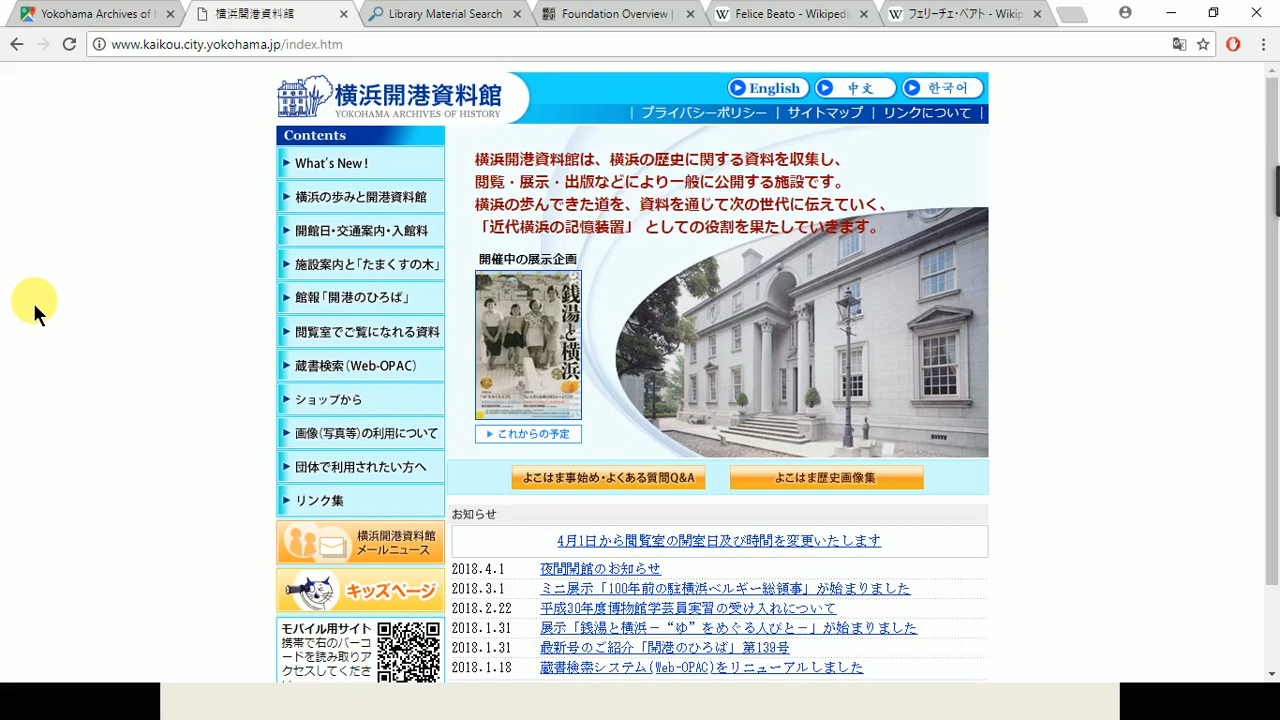 Yokohama Archives of H
横浜開港資料館
Library Material Search
Foundation Overview |
Felice Beato - Wikipedi
フェリーチェ・ベアト - Wikip
www.kaikou.city.yokohama.jp/index.htm
横浜開港資料館
YOKOHAMA ARCHIVES OF HISTORY
English
中文
한국어
| プライバシーポリシー | サイトマップ | リンクについて |
Contents
What's New!
横浜の歩みと開港資料館
開館日・交通案内・入館料
施設案内と「たまくすの木」
館報「開港のひろば」
閲覧室でご覧になれる資料
蔵書検索（Web-OPAC）
ショップから
画像（写真等）の利用について
団体で利用されたい方へ
リンク集
横浜開港資料館
メールニュース
キッズページ
モバイル用サイト
携帯で右のバーコ
ードを読み取りア
クセスしてくださ
横浜開港資料館は、横浜の歴史に関する資料を収集し、
閲覧・展示・出版などにより一般に公開する施設です。
横浜の歩んできた道を、資料を通じて次の世代に伝えていく、
「近代横浜の記憶装置」 としての役割を果たしていきます。
開催中の展示企画
銭湯と横浜
これからの予定
よこはま事始め・よくある質問Q&A
よこはま歴史画像集
お知らせ
4月1日から閲覧室の開室日及び時間を変更いたします
2018.4.1 夜間開館のお知らせ
2018.3.1 ミニ展示「100年前の駐横浜ベルギー総領事」が始まりました
2018.2.22 平成30年度博物館学芸員実習の受け入れについて
2018.1.31 展示「銭湯と横浜－“ゆ”をめぐる人びと－」が始まりました
2018.1.31 最新号のご紹介「開港のひろば」第139号
2018.1.18 蔵書検索システム(Web-OPAC)をリニューアルしました